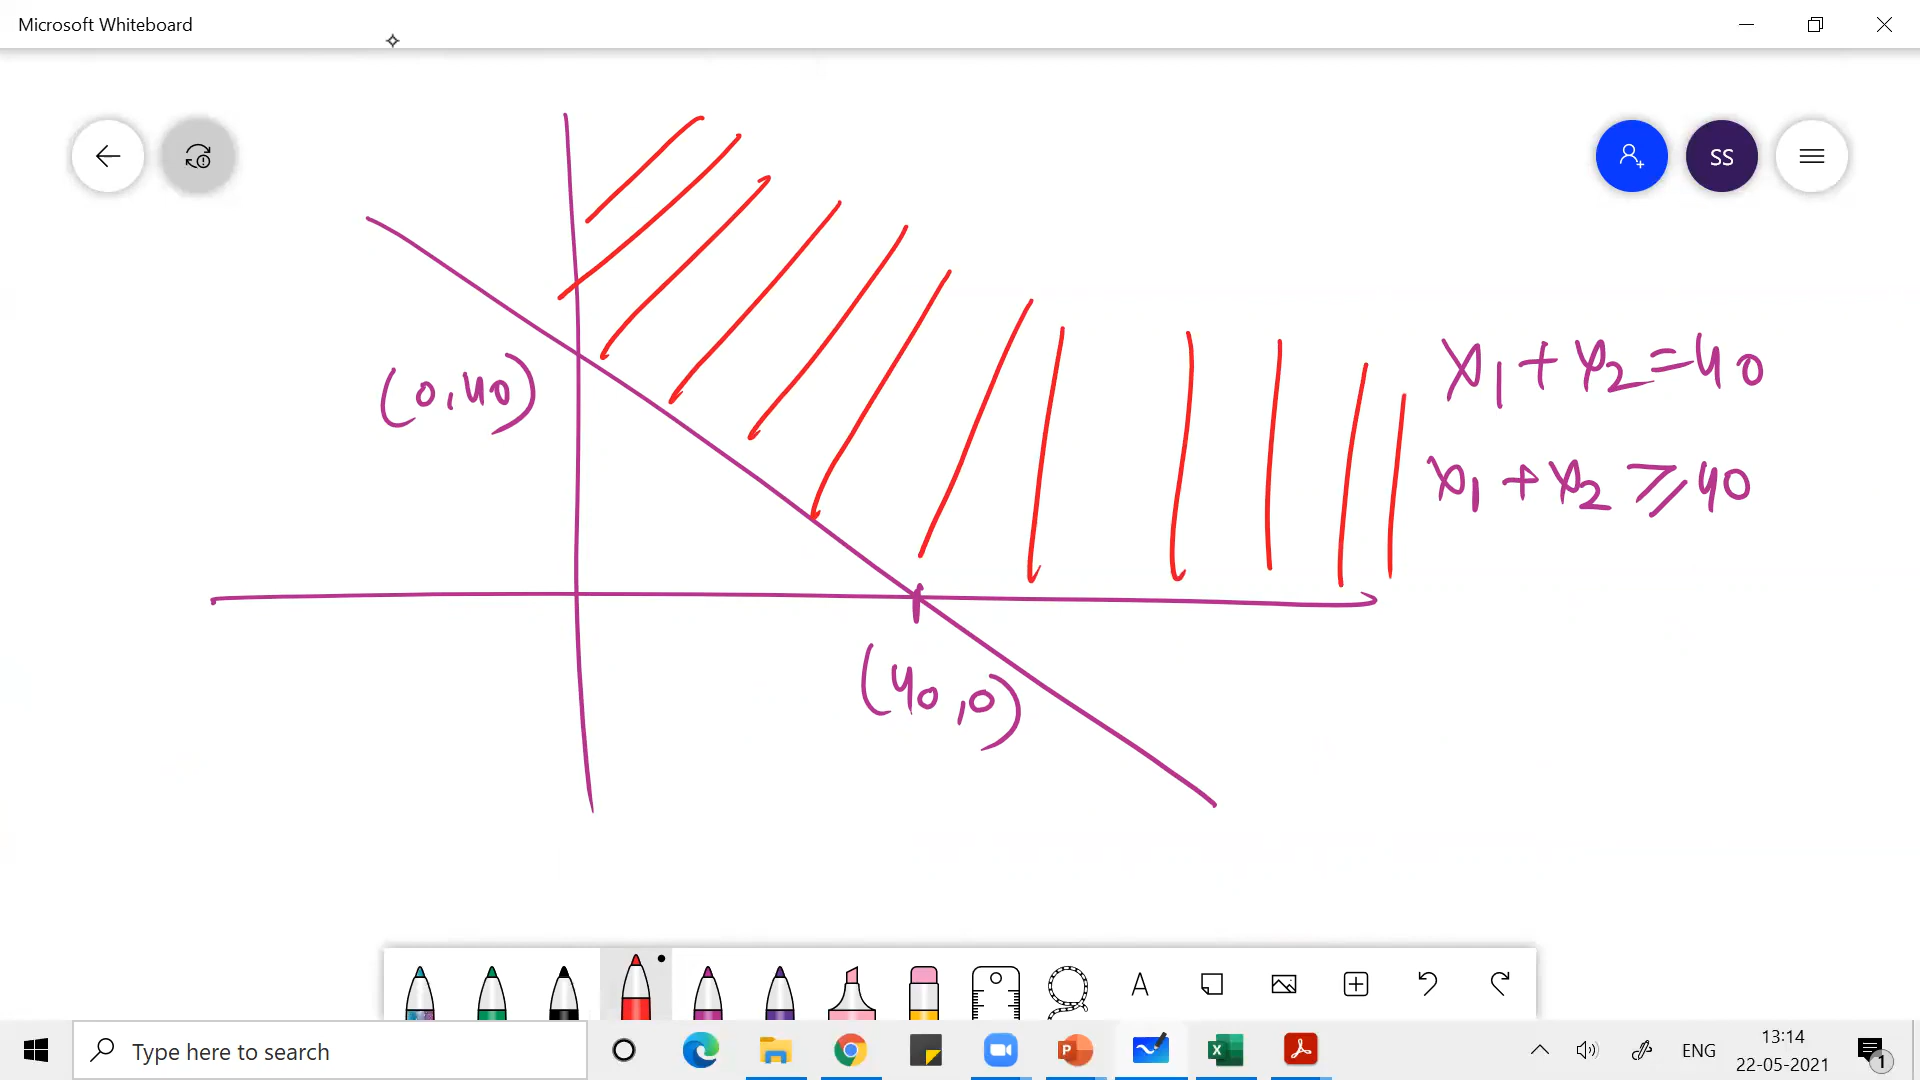 Microsoft Whiteboard
SS
(0,40)
x₁ + x₂ = 40
x₁ + x₂ ⩾ 40
(40,0)
A
Type here to search
ENG
13:14
22-05-2021
1